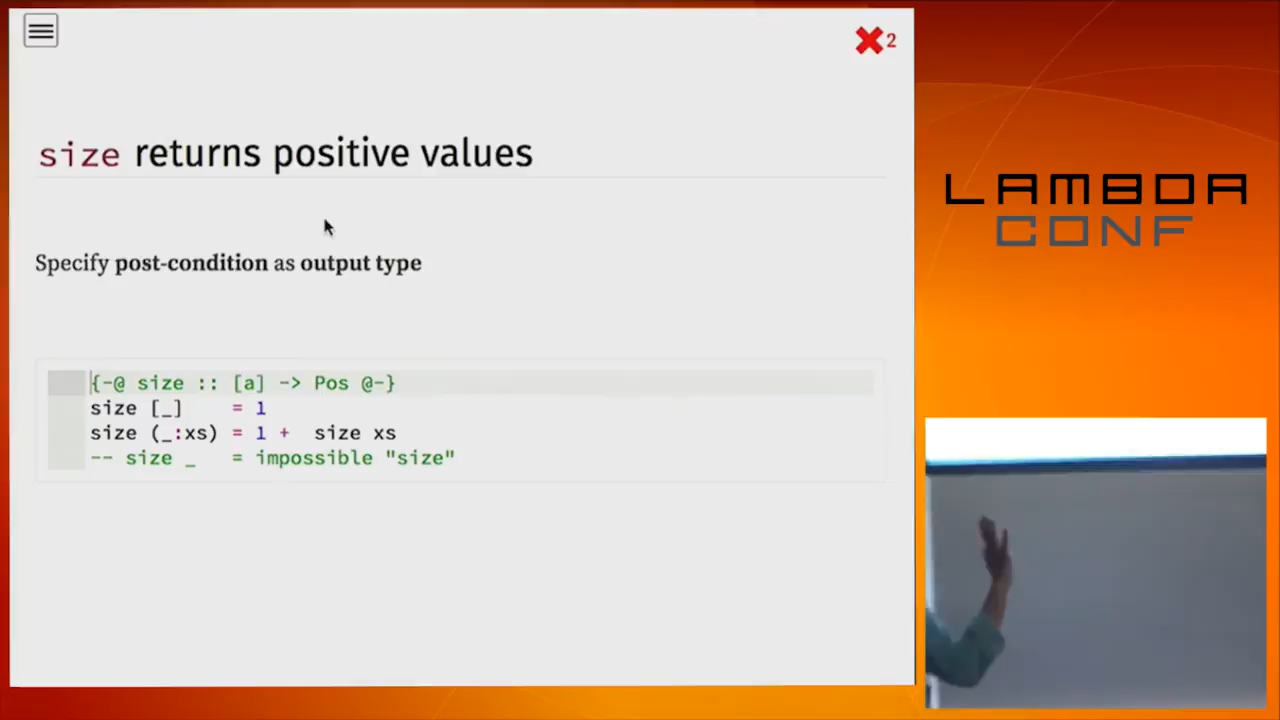 2
size returns positive values
Specify post-condition as output type
{-@ size :: [a] -> Pos @-}
size [_]    = 1
size (_:xs) = 1 +  size xs
-- size _   = impossible "size"
LAMBDA
CONF